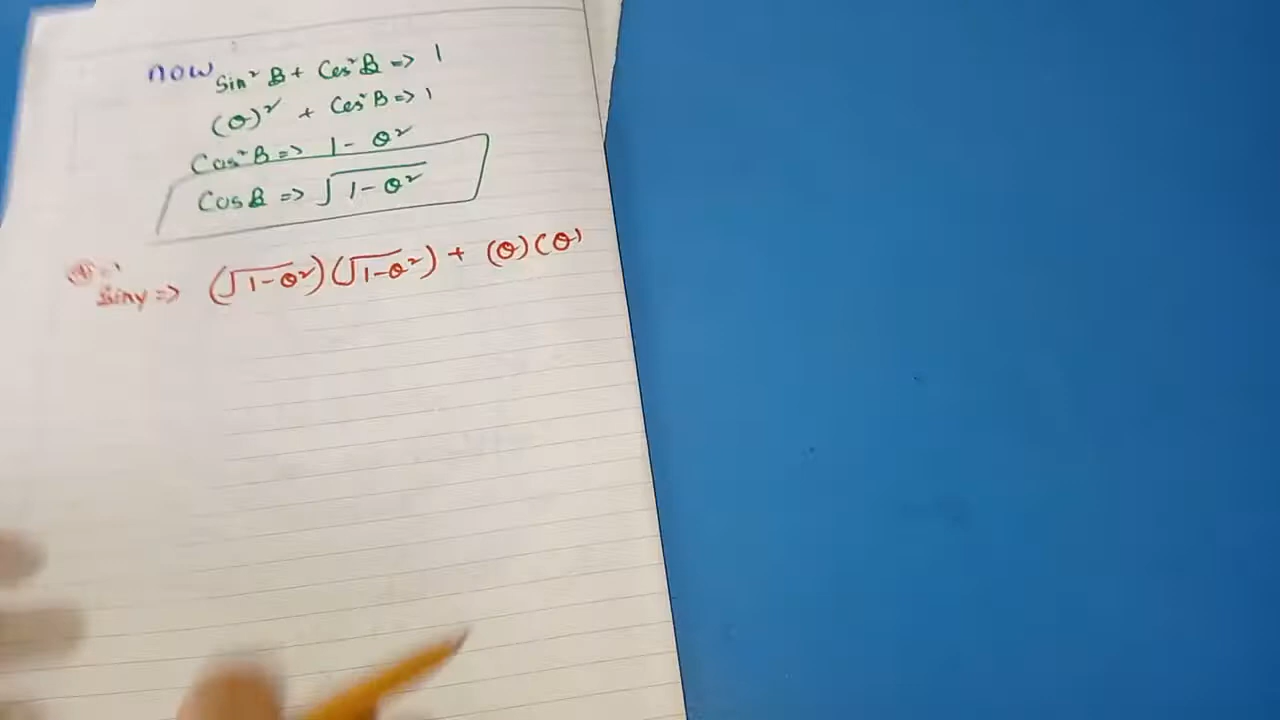 now Sin² B + Cos² B => 1
(θ)² + Cos² B => 1
Cos² B => 1 - θ²
Cos B => √1 - θ²
Siny => (√1-θ²)(√1-θ²) + (θ)(θ)